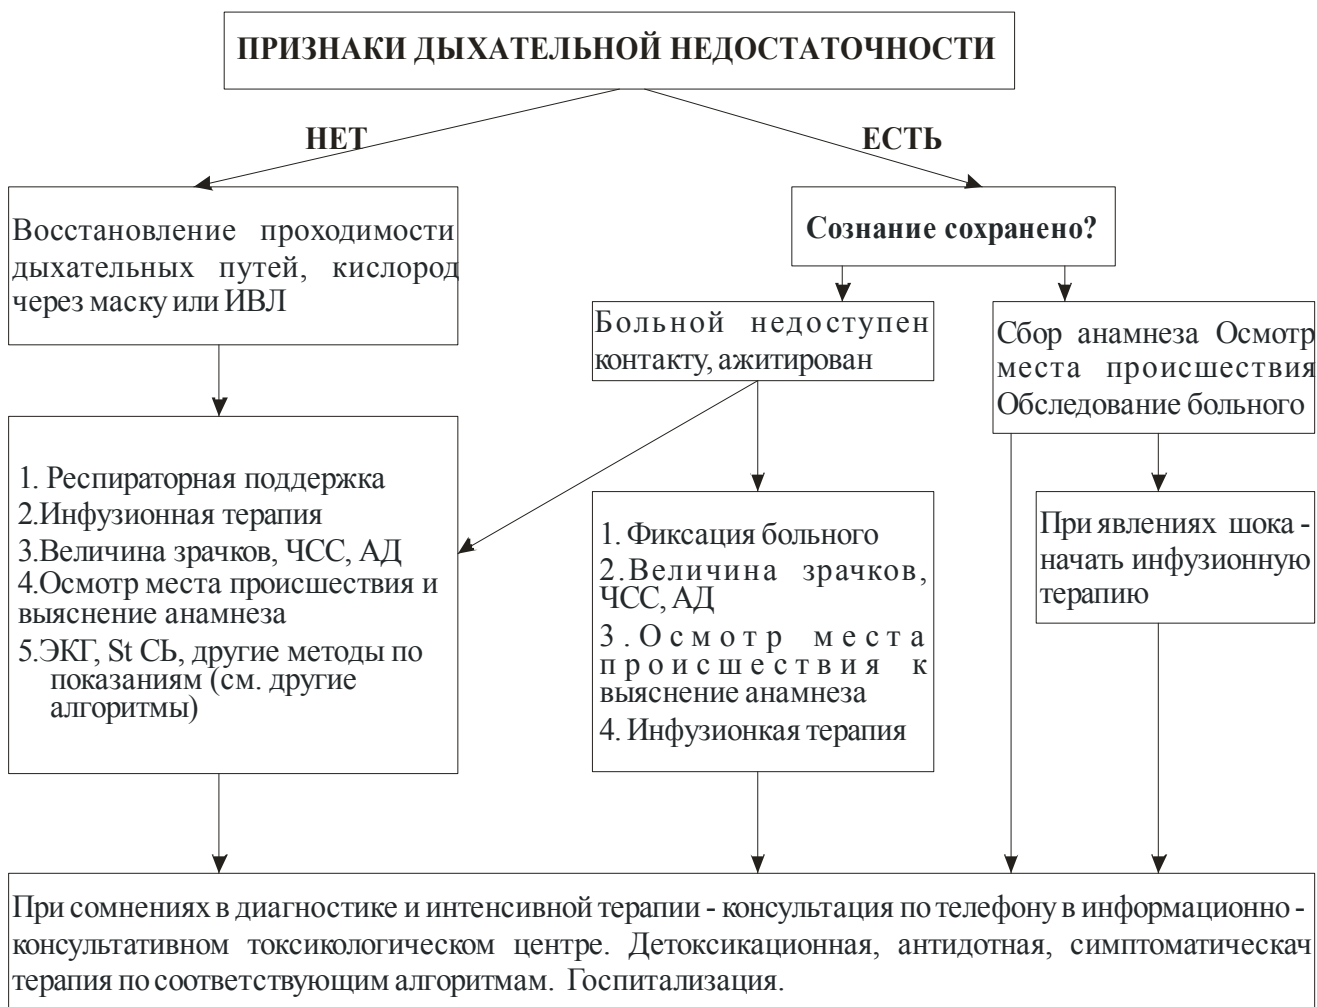 ПРИЗНАКИ ДЫХАТЕЛЬНОЙ НЕДОСТАТОЧНОСТИ
НЕТ
ЕСТЬ
Восстановление проходимости
дыхательных путей, кислород
через маску или ИВЛ
Сознание сохранено?
Больной недоступен
контакту, ажитирован
Сбор анамнеза Осмотр
места происшествия
Обследование больного
1. Респираторная поддержка
2.Инфузионная терапия
3.Величина зрачков, ЧСС, АД
4.Осмотр места происшествия и
выяснение анамнеза
5.ЭКГ, St СЬ, другие методы по
показаниям (см. другие
алгоритмы)
1. Фиксация больного
2.Величина зрачков,
ЧСС, АД
3.Осмотр места
происшествия к
выяснение анамнеза
4. Инфузионкая терапия
При явлениях шока -
начать инфузионную
терапию
При сомнениях в диагностике и интенсивной терапии - консультация по телефону в информационно -
консультативном токсикологическом центре. Детоксикационная, антидотная, симптоматическач
терапия по соответствующим алгоритмам. Госпитализация.